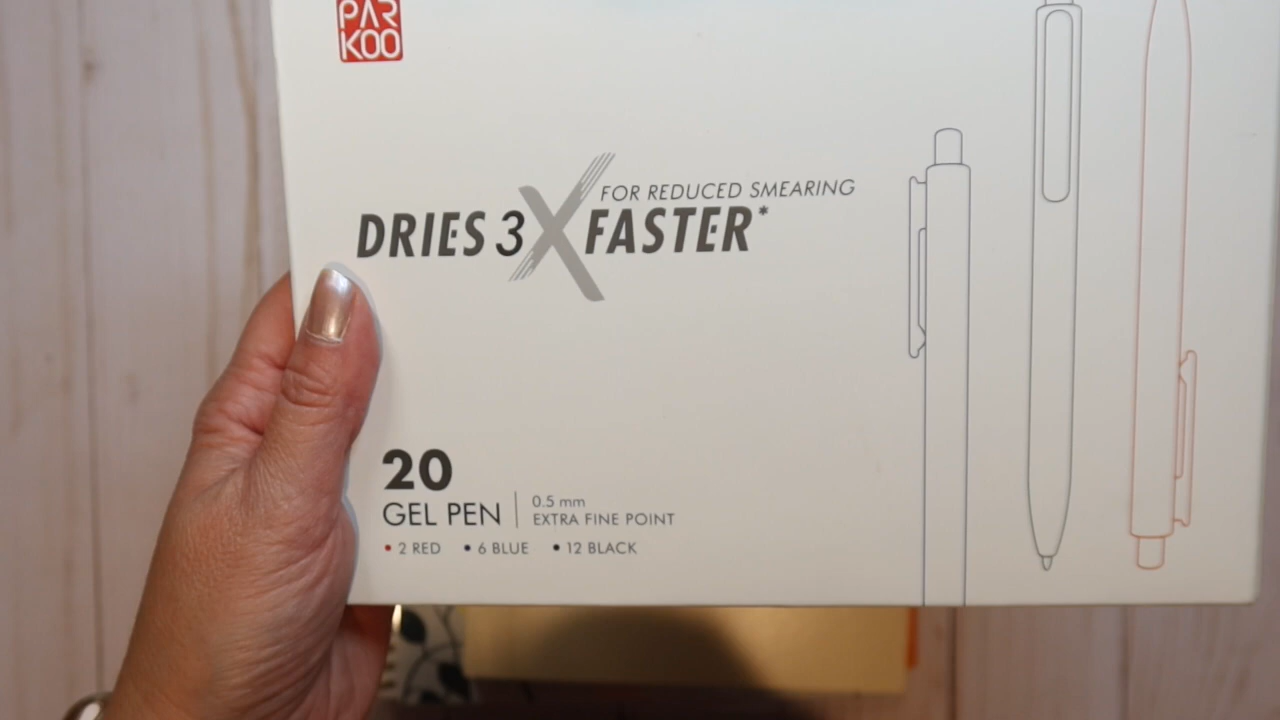 PAR
KOO
FOR REDUCED SMEARING
DRIES 3X FASTER*
20
GEL PEN
0.5 mm
EXTRA FINE POINT
• 2 RED • 6 BLUE • 12 BLACK